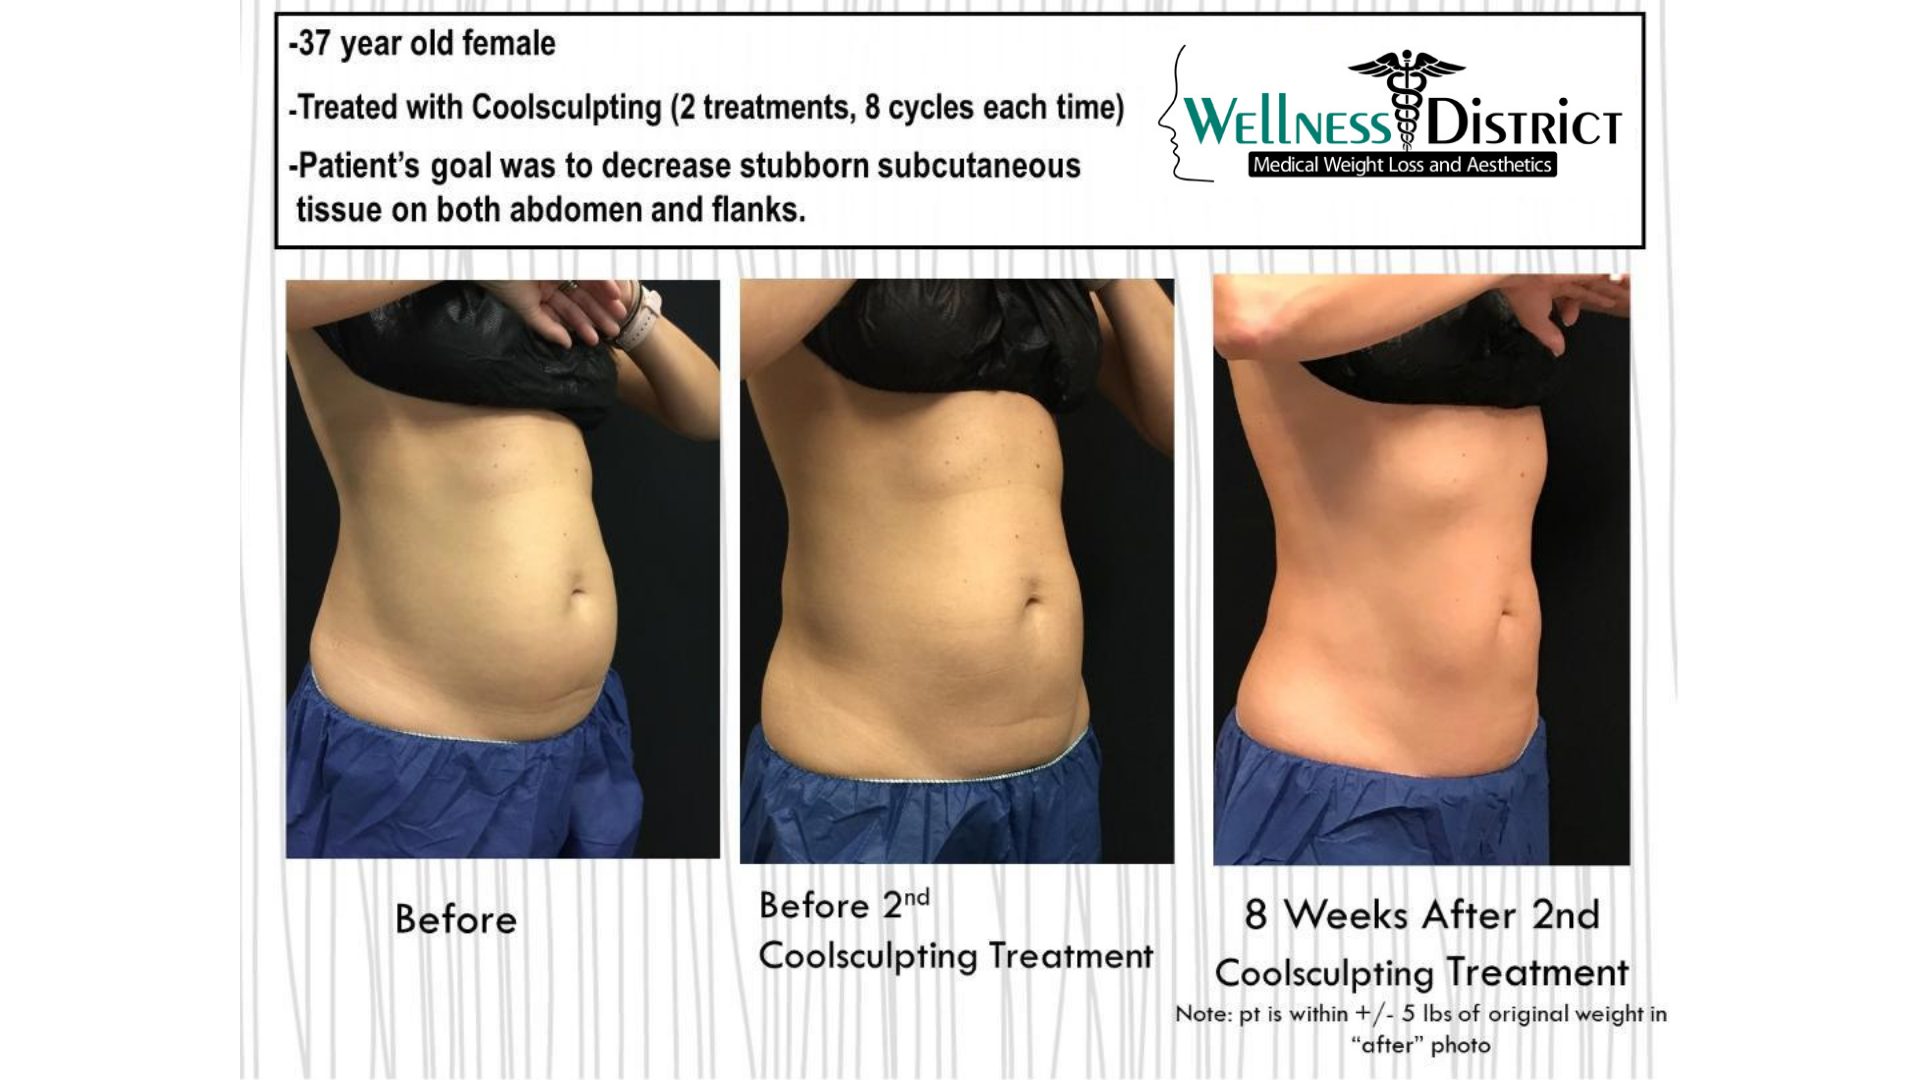 -37 year old female
-Treated with Coolsculpting (2 treatments, 8 cycles each time)
-Patient’s goal was to decrease stubborn subcutaneous
tissue on both abdomen and flanks.
WELLNESS DISTRICT
Medical Weight Loss and Aesthetics
Before
Before 2nd
Coolsculpting Treatment
8 Weeks After 2nd
Coolsculpting Treatment
Note: pt is within +/- 5 lbs of original weight in
“after” photo